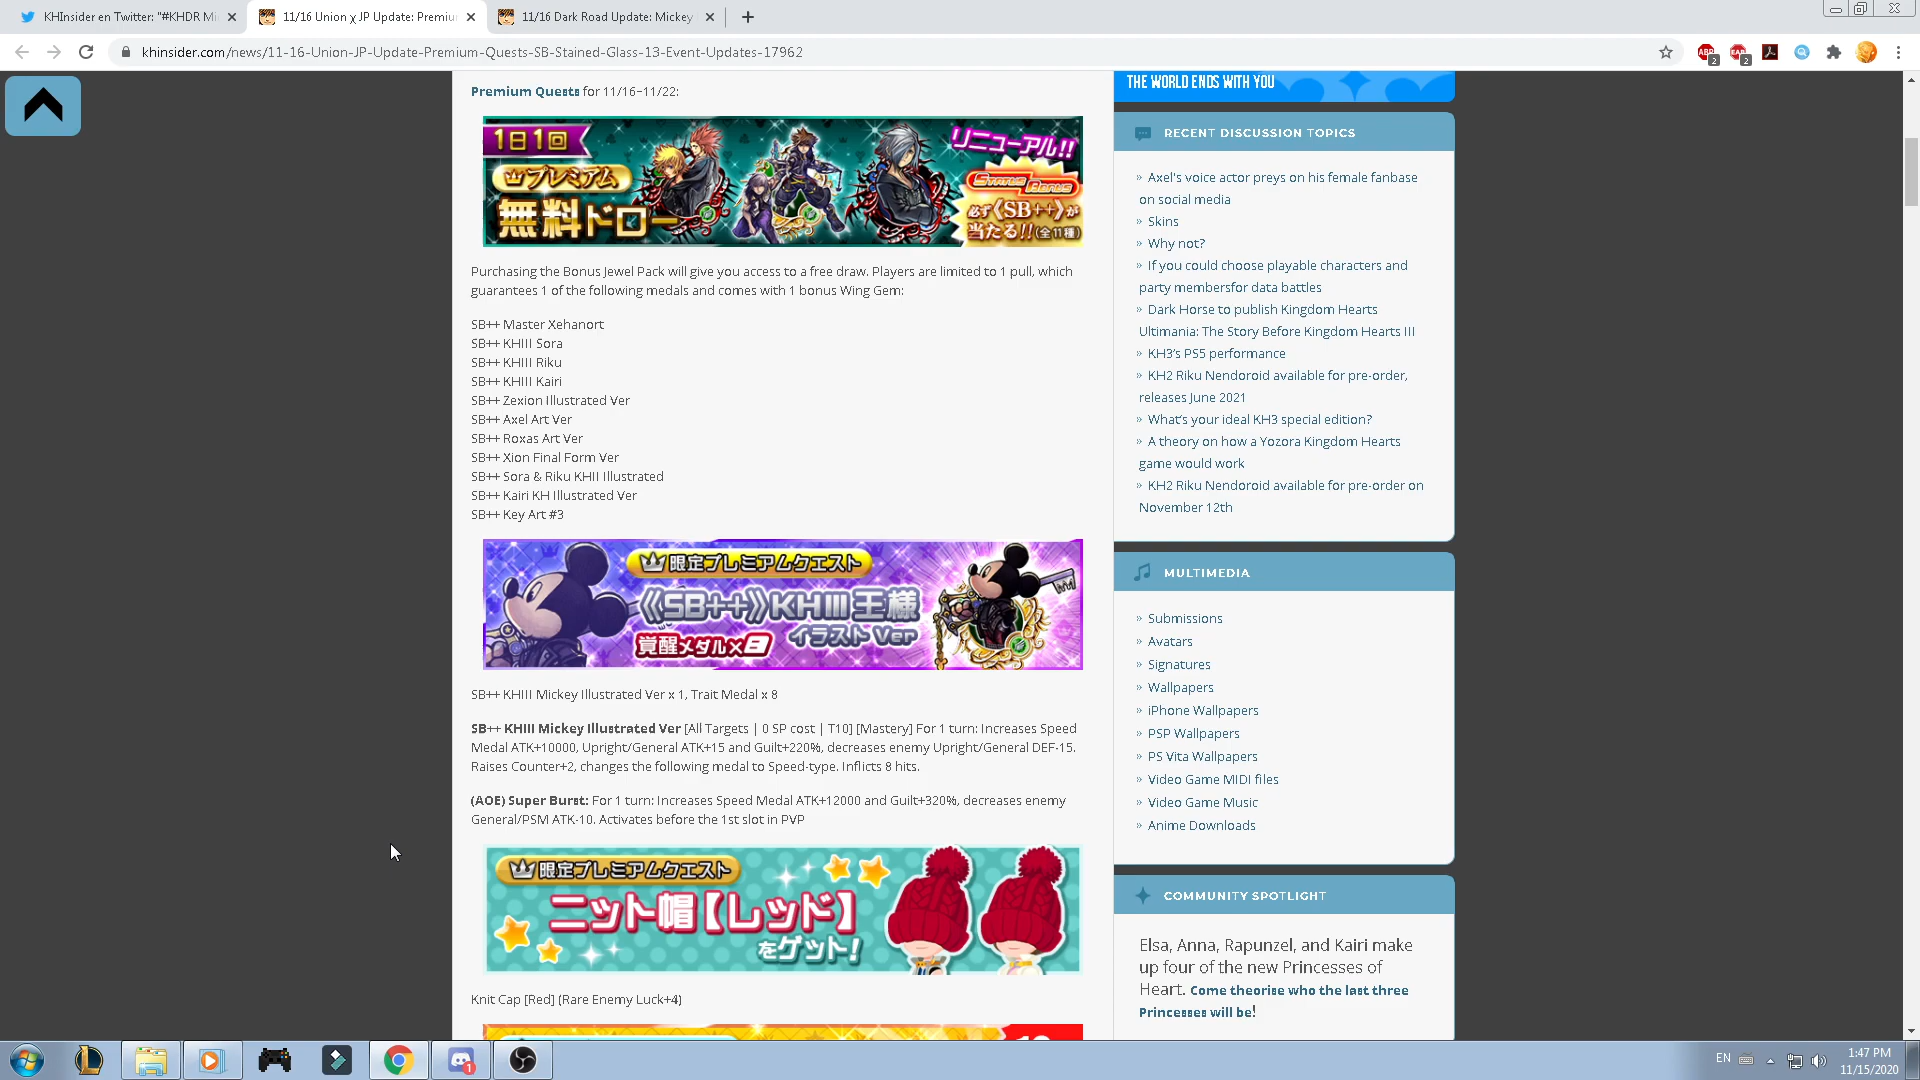 KHInsider en Twitter: "#KHDR Mi
11/16 Union χ JP Update: Premiu
11/16 Dark Road Update: Mickey
khinsider.com/news/11-16-Union-JP-Update-Premium-Quests-SB-Stained-Glass-13-Event-Updates-17962
Premium Quests for 11/16–11/22:
1日1回
プレミアム
無料ドロー
リニューアル!!
STATUS BONUS
必ず《SB++》が
当たる!!(全11種)
Purchasing the Bonus Jewel Pack will give you access to a free draw. Players are limited to 1 pull, which
guarantees 1 of the following medals and comes with 1 bonus Wing Gem:
SB++ Master Xehanort
SB++ KHIII Sora
SB++ KHIII Riku
SB++ KHIII Kairi
SB++ Zexion Illustrated Ver
SB++ Axel Art Ver
SB++ Roxas Art Ver
SB++ Xion Final Form Ver
SB++ Sora & Riku KHII Illustrated
SB++ Kairi KH Illustrated Ver
SB++ Key Art #3
限定プレミアムクエスト
《SB++》KHIII王様
イラストVer
覚醒メダル×8
SB++ KHIII Mickey Illustrated Ver x 1, Trait Medal x 8
SB++ KHIII Mickey Illustrated Ver [All Targets | 0 SP cost | T10] [Mastery] For 1 turn: Increases Speed
Medal ATK+10000, Upright/General ATK+15 and Guilt+220%, decreases enemy Upright/General DEF-15.
Raises Counter+2, changes the following medal to Speed-type. Inflicts 8 hits.
(AOE) Super Burst: For 1 turn: Increases Speed Medal ATK+12000 and Guilt+320%, decreases enemy
General/PSM ATK-10. Activates before the 1st slot in PVP
限定プレミアムクエスト
ニット帽【レッド】
をゲット!
Knit Cap [Red] (Rare Enemy Luck+4)
THE WORLD ENDS WITH YOU
RECENT DISCUSSION TOPICS
» Axel's voice actor preys on his female fanbase
on social media
» Skins
» Why not?
» If you could choose playable characters and
party membersfor data battles
» Dark Horse to publish Kingdom Hearts
Ultimania: The Story Before Kingdom Hearts III
» KH3's PS5 performance
» KH2 Riku Nendoroid available for pre-order,
releases June 2021
» What's your ideal KH3 special edition?
» A theory on how a Yozora Kingdom Hearts
game would work
» KH2 Riku Nendoroid available for pre-order on
November 12th
MULTIMEDIA
» Submissions
» Avatars
» Signatures
» Wallpapers
» iPhone Wallpapers
» PSP Wallpapers
» PS Vita Wallpapers
» Video Game MIDI files
» Video Game Music
» Anime Downloads
COMMUNITY SPOTLIGHT
Elsa, Anna, Rapunzel, and Kairi make
up four of the new Princesses of
Heart. Come theorise who the last three
Princesses will be!
EN
1:47 PM
11/15/2020